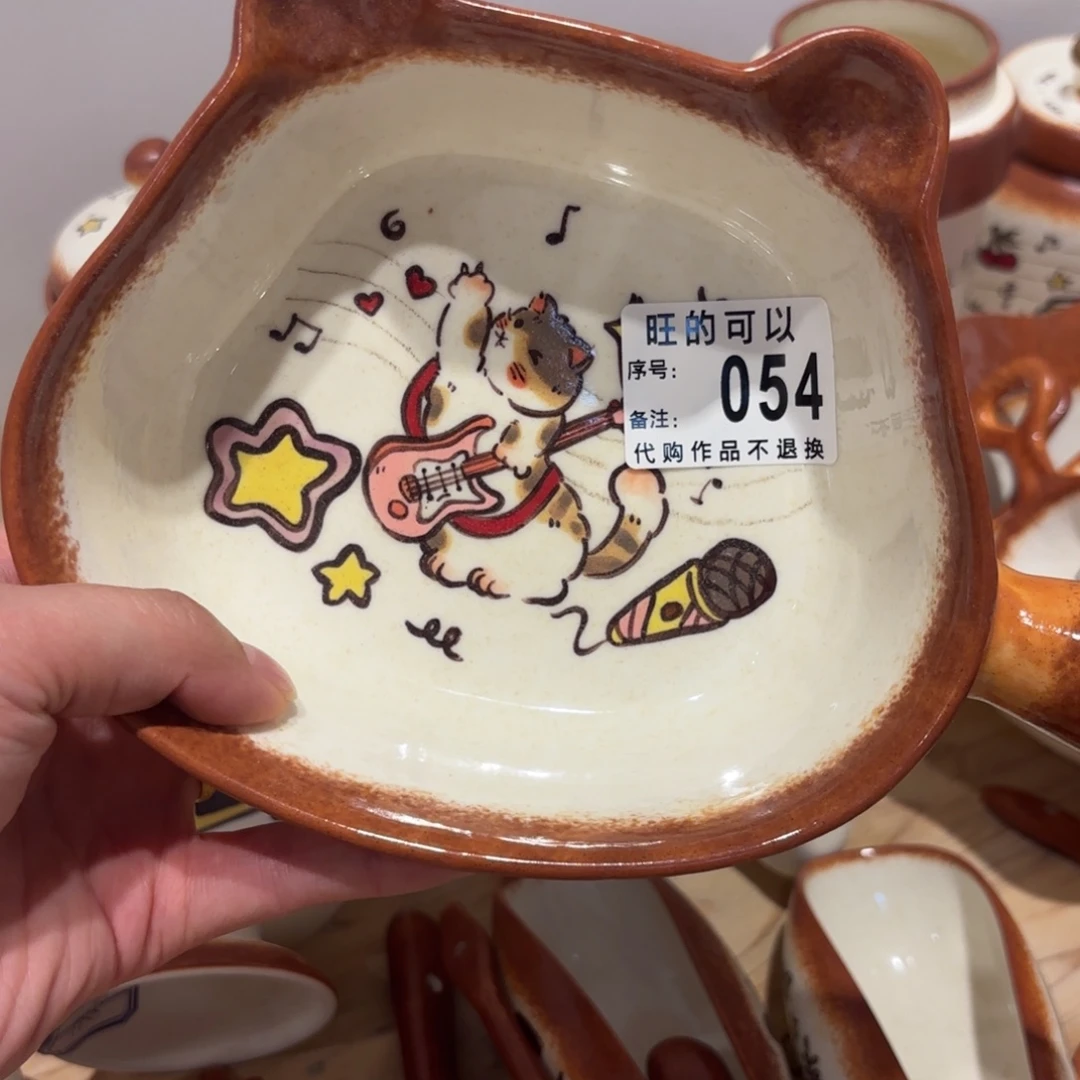 旺的可以
序号: 054
备注:
代购作品不退换